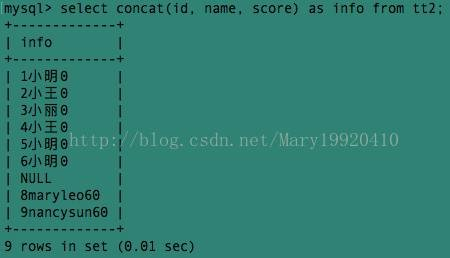 mysql> select concat(id, name, score) as info from tt2;
+-------------+
| info        |
+-------------+
| 1小明0      |
| 2小王0      |
| 3小丽0      |
| 4小王0      |
| 5小明0      |
| 6小明0      |
| NULL        |
| 8maryleo60  |
| 9nancysun60 |
+-------------+
9 rows in set (0.01 sec)
http://blog.csdn.net/Mary19920410